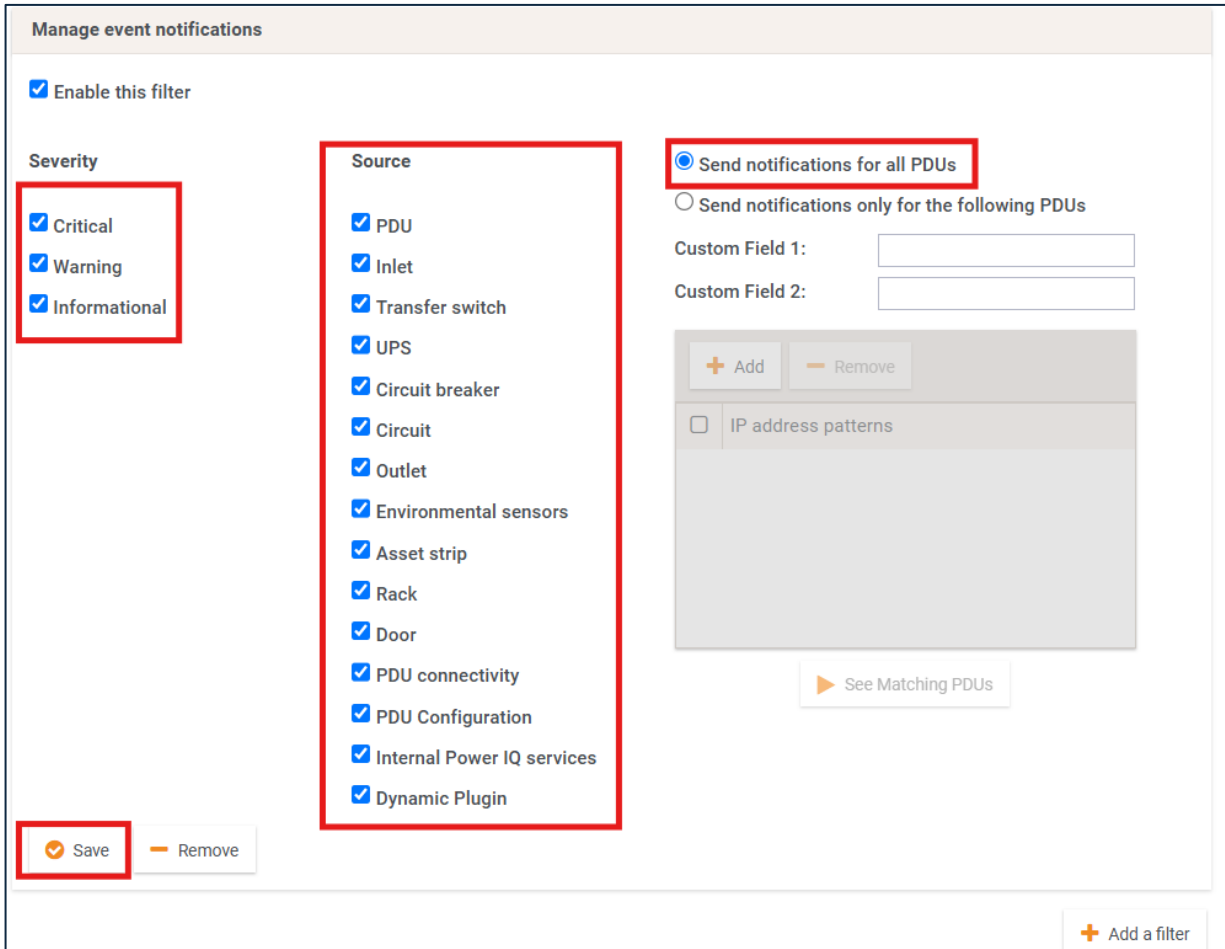 Manage event notifications
Enable this filter
Severity
Critical
Warning
Informational
Source
PDU
Inlet
Transfer switch
UPS
Circuit breaker
Circuit
Outlet
Environmental sensors
Asset strip
Rack
Door
PDU connectivity
PDU Configuration
Internal Power IQ services
Dynamic Plugin
Send notifications for all PDUs
Send notifications only for the following PDUs
Custom Field 1:
Custom Field 2:
Add Remove
IP address patterns
See Matching PDUs
Save Remove
Add a filter